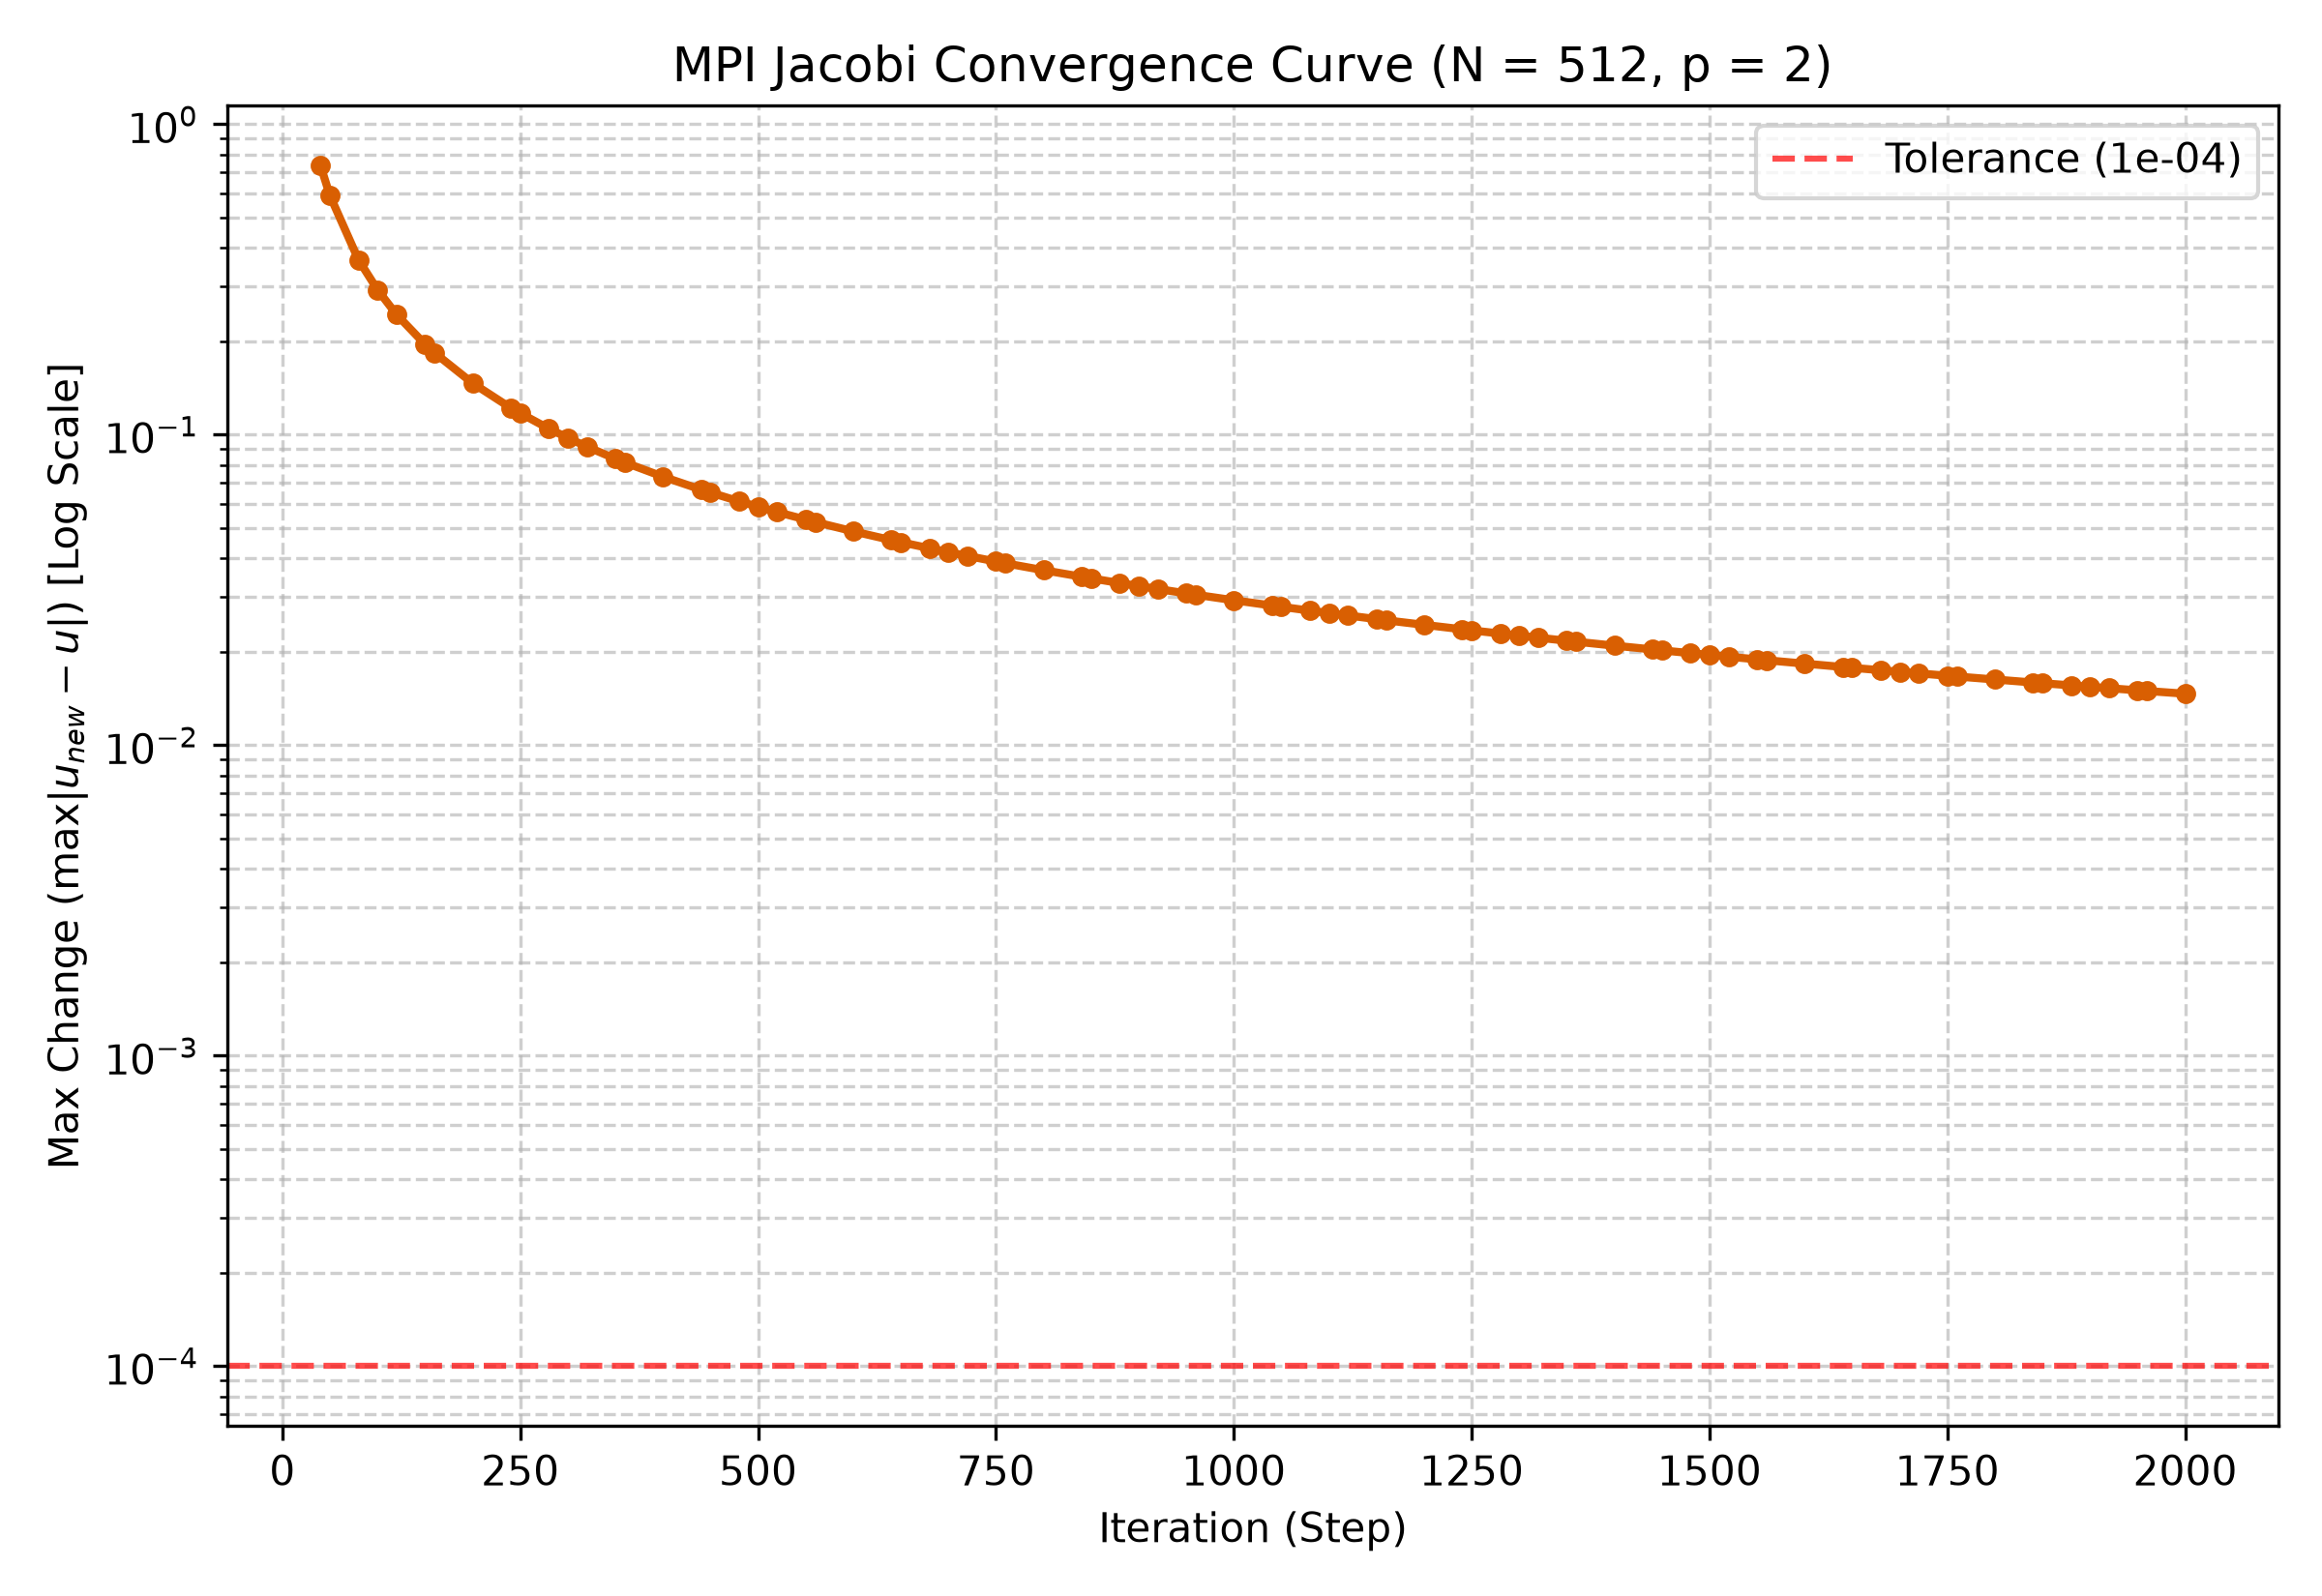 MPI Jacobi Convergence Curve (N = 512, p = 2)
Tolerance (1e-04)
Max Change (max|u_new − u|) [Log Scale]
10⁰
10⁻¹
10⁻²
10⁻³
10⁻⁴
0 250 500 750 1000 1250 1500 1750 2000
Iteration (Step)